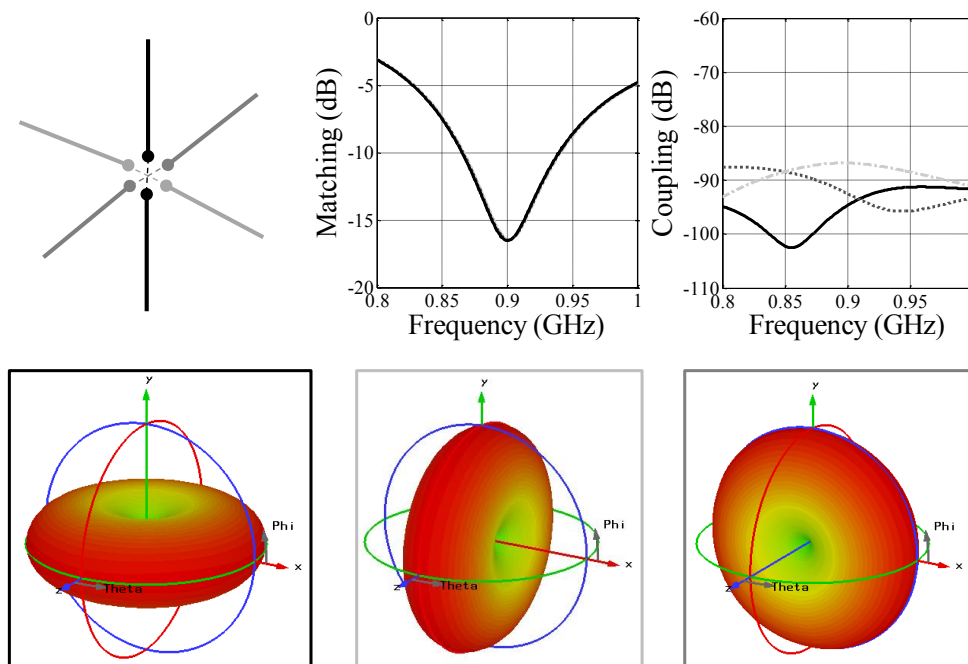 0
-5
-10
-15
-20
0.8 0.85 0.9 0.95 1
Matching (dB)
Frequency (GHz)
-60
-70
-80
-90
-100
-110
0.8 0.85 0.9 0.95
Coupling (dB)
Frequency (GHz)
y
Phi
x
z
Theta
y
Phi
x
z
Theta
y
Phi
x
z
Theta